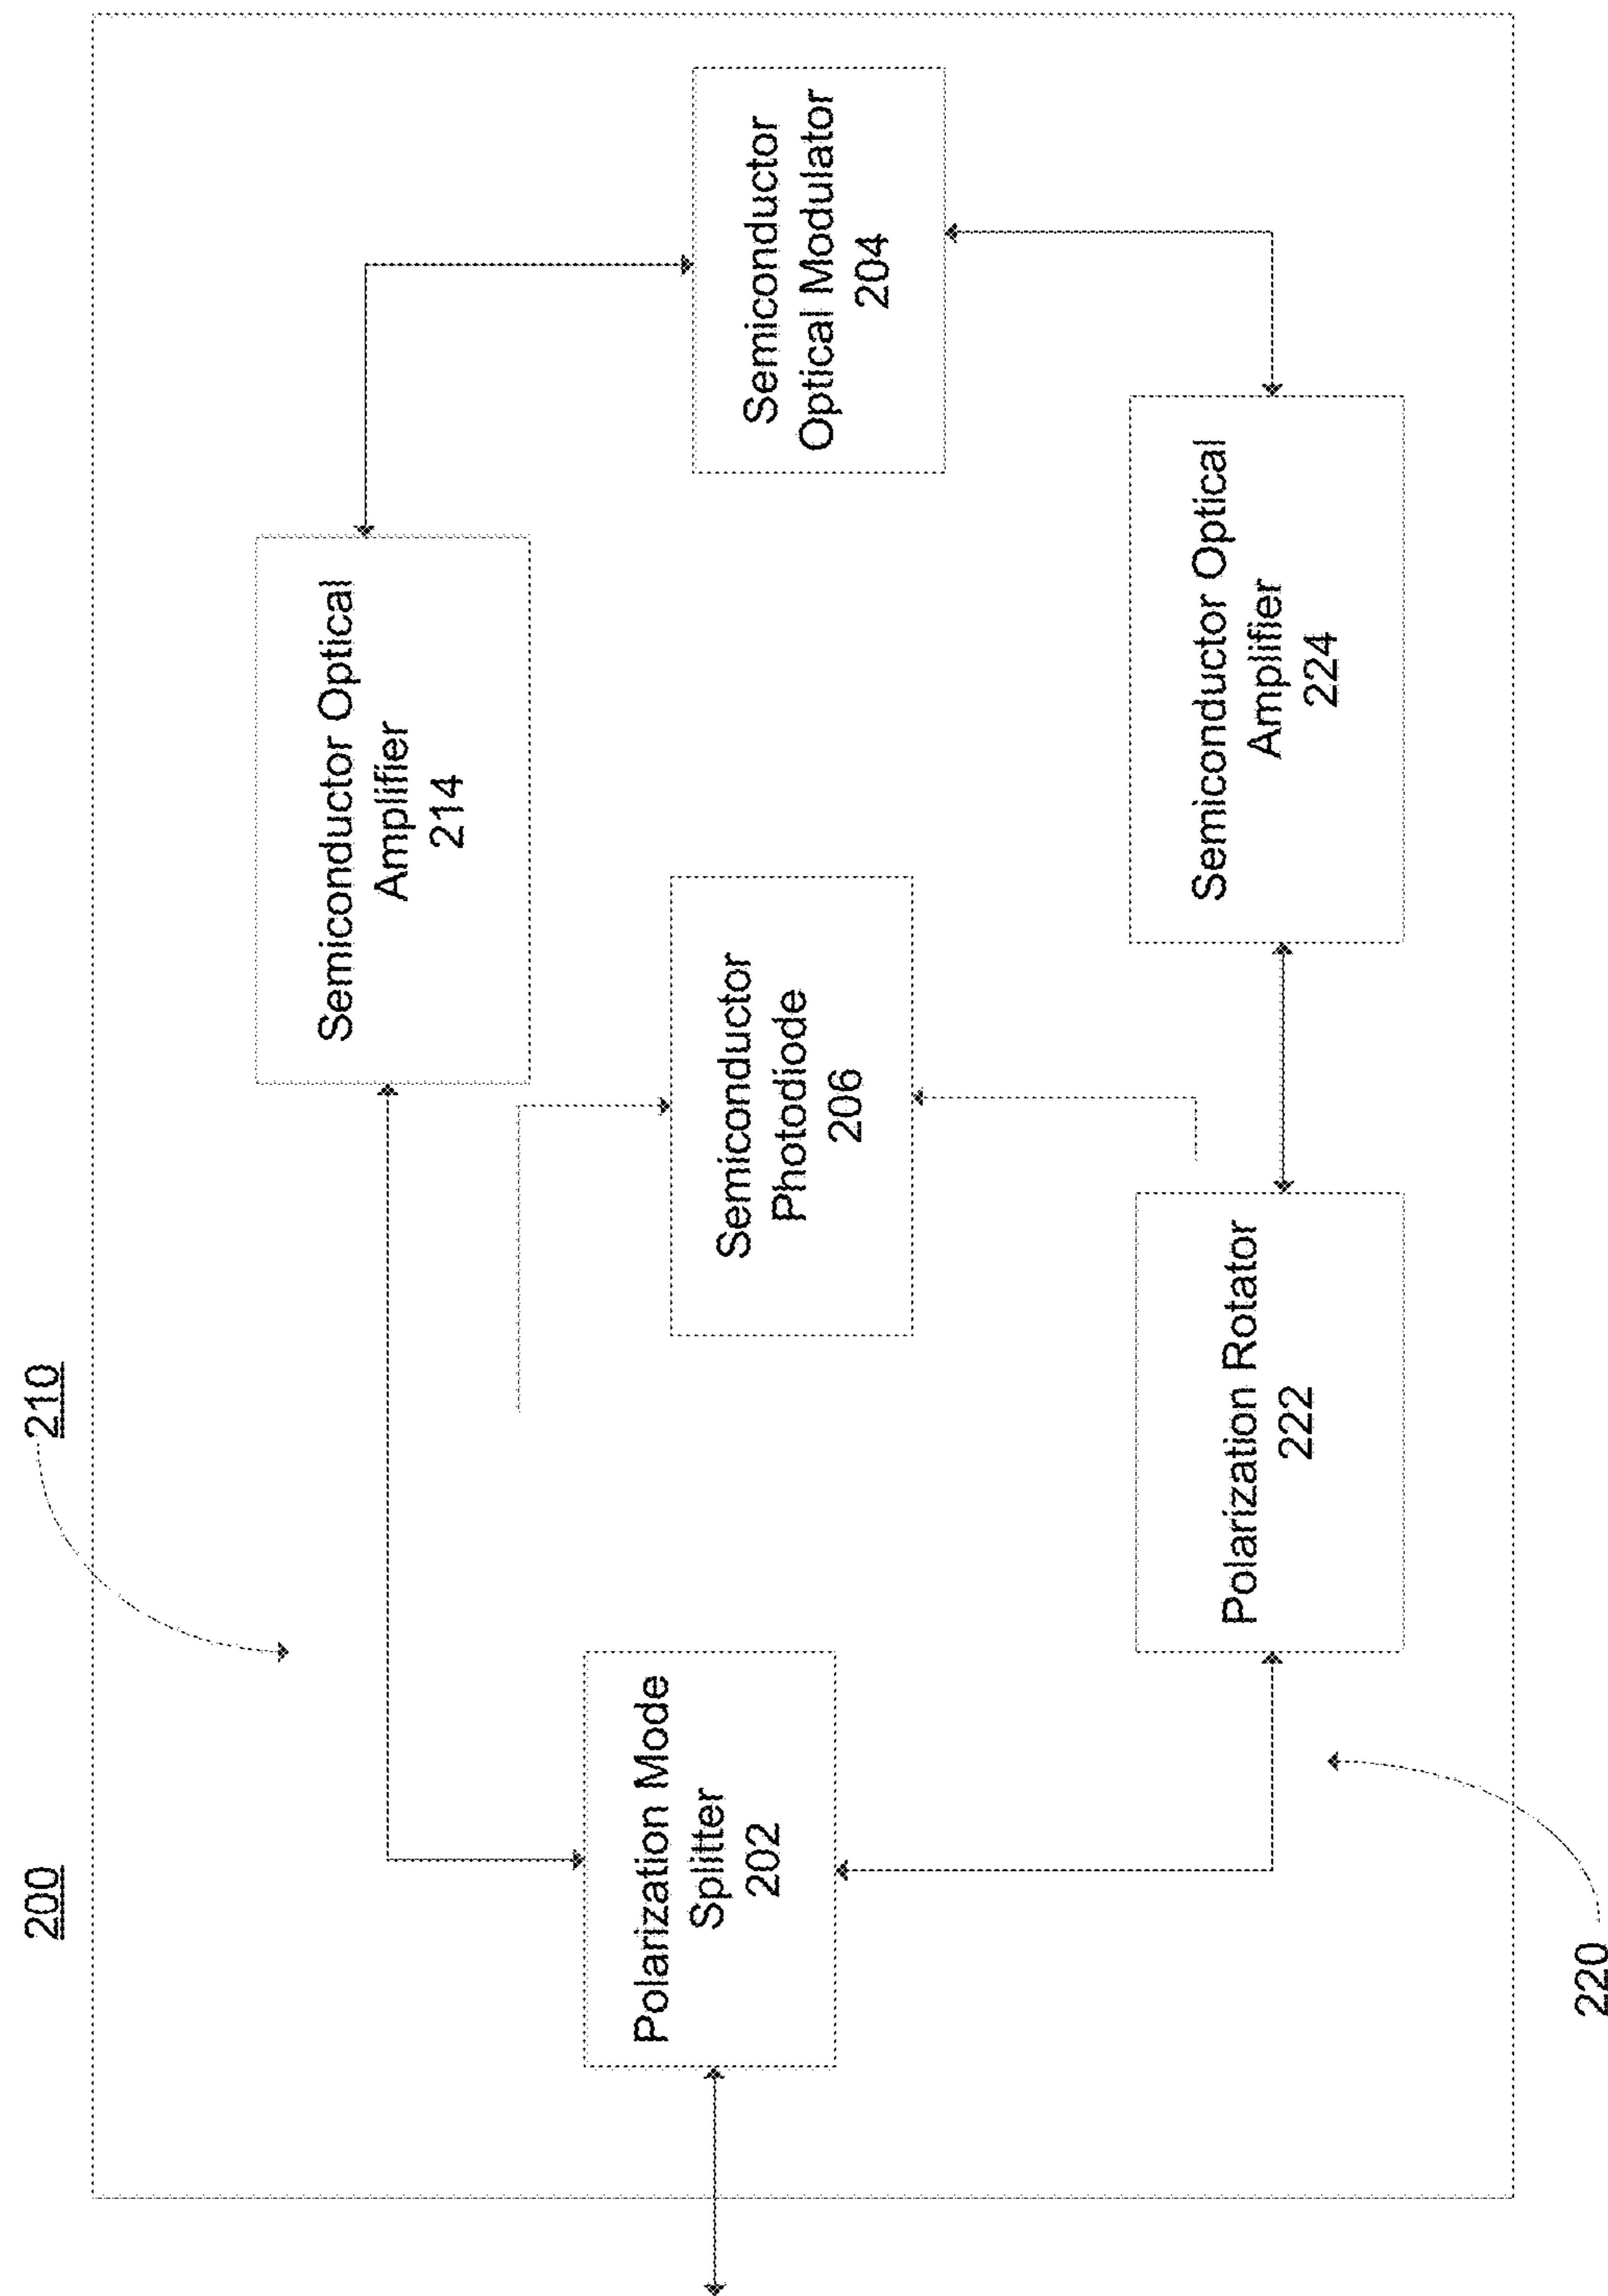 200
210
Semiconductor Optical
Amplifier
214
Polarization Mode
Splitter
202
Semiconductor
Photodiode
206
Semiconductor
Optical Modulator
204
Polarization Rotator
222
Semiconductor Optical
Amplifier
224
220